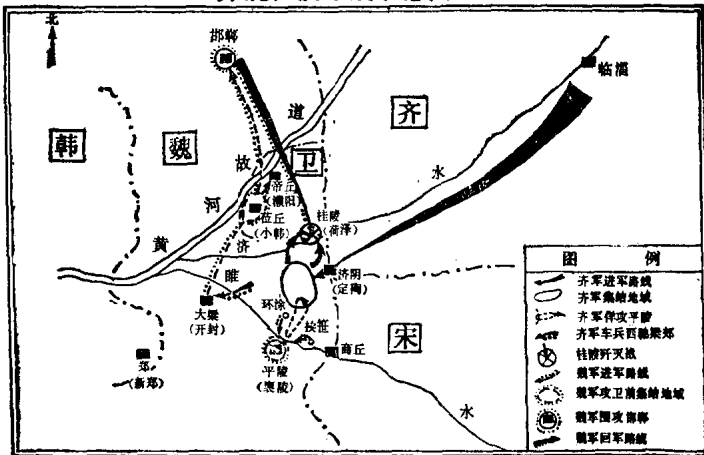 北
邯郸
临淄
韩
魏
道
齐
故
卫
帝丘
(濮阳)
水
河
桂陵
(荷泽)
(小韩)
黄
济
济阴
(定陶)
睢
大梁
(开封)
环涂
宋
商丘
郑
(新郑)
平陵
(襄陵)
水
图 例
齐军进军路线
齐军集结地域
齐军佯攻平陵
齐军车兵西驰梁郊
桂陵歼灭战
魏军进军路线
魏军攻卫前集结地域
魏军围攻邯郸
魏军回军路线